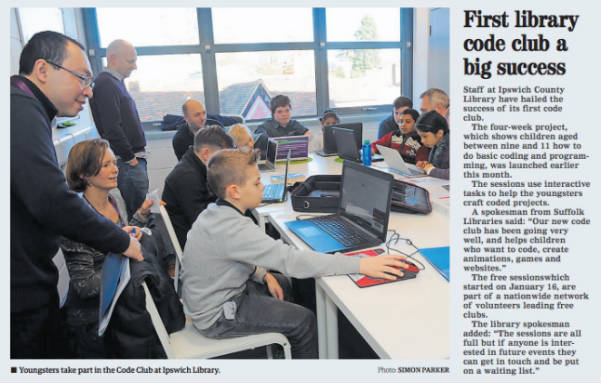 First library
code club a
big success
Staff at Ipswich County
Library have hailed the
success of its first code
club.
The four-week project,
which shows children aged
between nine and 11 how to
do basic coding and program-
ming, was launched earlier
this month.
The sessions use interactive
tasks to help the youngsters
craft coded projects.
A spokesman from Suffolk
Libraries said: “Our new code
club has been going very
well, and helps children
who want to code, create
animations, games and
websites.”
The free sessionswhich
started on January 16, are
part of a nationwide network
of volunteers leading free
clubs.
The library spokesman
added: “The sessions are all
full but if anyone is inter-
ested in future events they
can get in touch and be put
on a waiting list.”
■ Youngsters take part in the Code Club at Ipswich Library.
Photo: SIMON PARKER